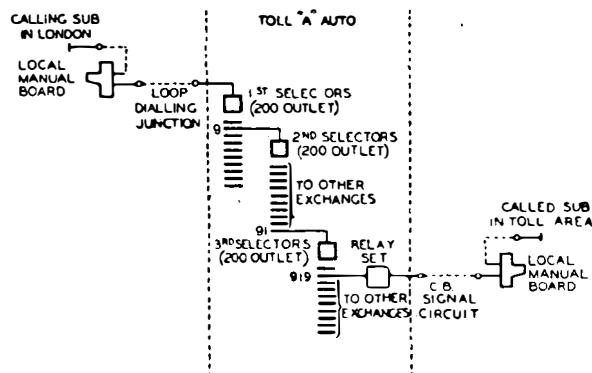 CALLING SUB
IN LONDON
LOCAL
MANUAL
BOARD
LOOP
DIALLING
JUNCTION
TOLL "A" AUTO
1ST SELEC ORS
(200 OUTLET)
9
2ND SELECTORS
(200 OUTLET)
TO OTHER
EXCHANGES
91
3RD SELECTORS
(200 OUTLET)
RELAY
SET
919
TO OTHER
EXCHANGES
C.B.
SIGNAL
CIRCUIT
CALLED SUB
IN TOLL AREA
LOCAL
MANUAL
BOARD